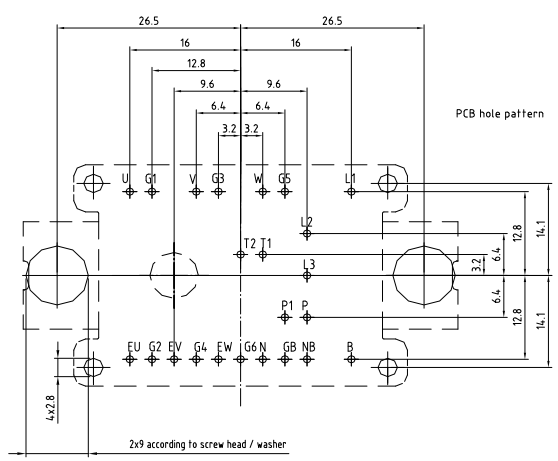 26.5 26.5
16 16
12.8
9.6 9.6
6.4 6.4
3.2 3.2
PCB hole pattern
U G1 V G3 W G5 L1
L2
T2 T1
L3
P1 P
EU G2 EV G4 EW G6 N GB NB B
3.2 6.4 12.8 14.1
6.4 12.8 14.1
4x2.8
2x9 according to screw head / washer